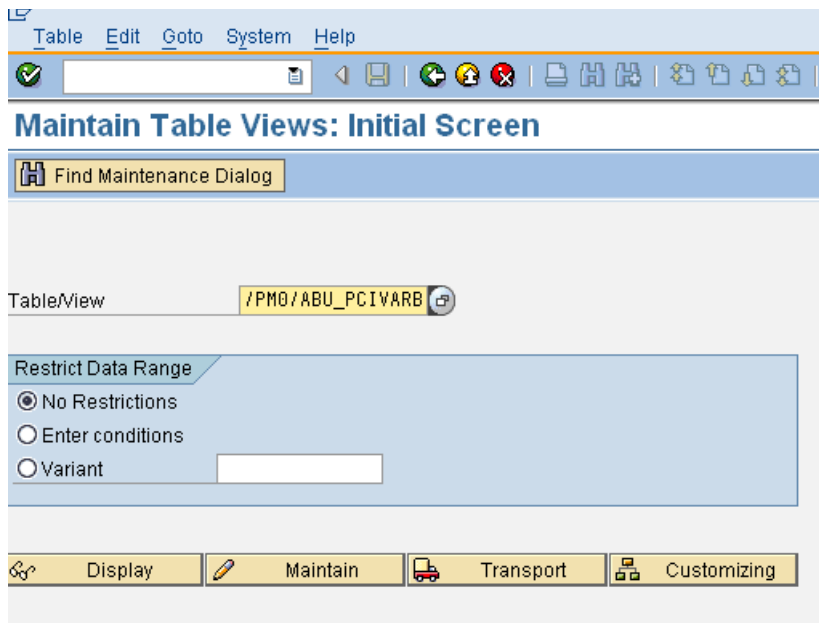 Table Edit Goto System Help
Maintain Table Views: Initial Screen
Find Maintenance Dialog
Table/View /PM0/ABU_PCIVARB
Restrict Data Range
No Restrictions
Enter conditions
Variant
Display Maintain Transport Customizing